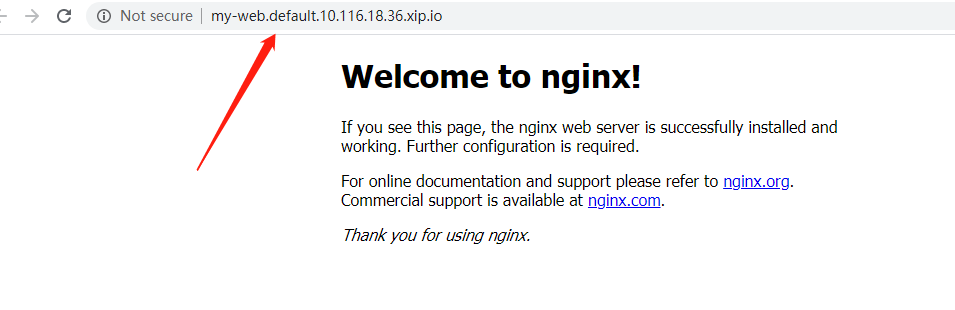 Not secure | my-web.default.10.116.18.36.xip.io
Welcome to nginx!
If you see this page, the nginx web server is successfully installed and
working. Further configuration is required.
For online documentation and support please refer to nginx.org.
Commercial support is available at nginx.com.
Thank you for using nginx.